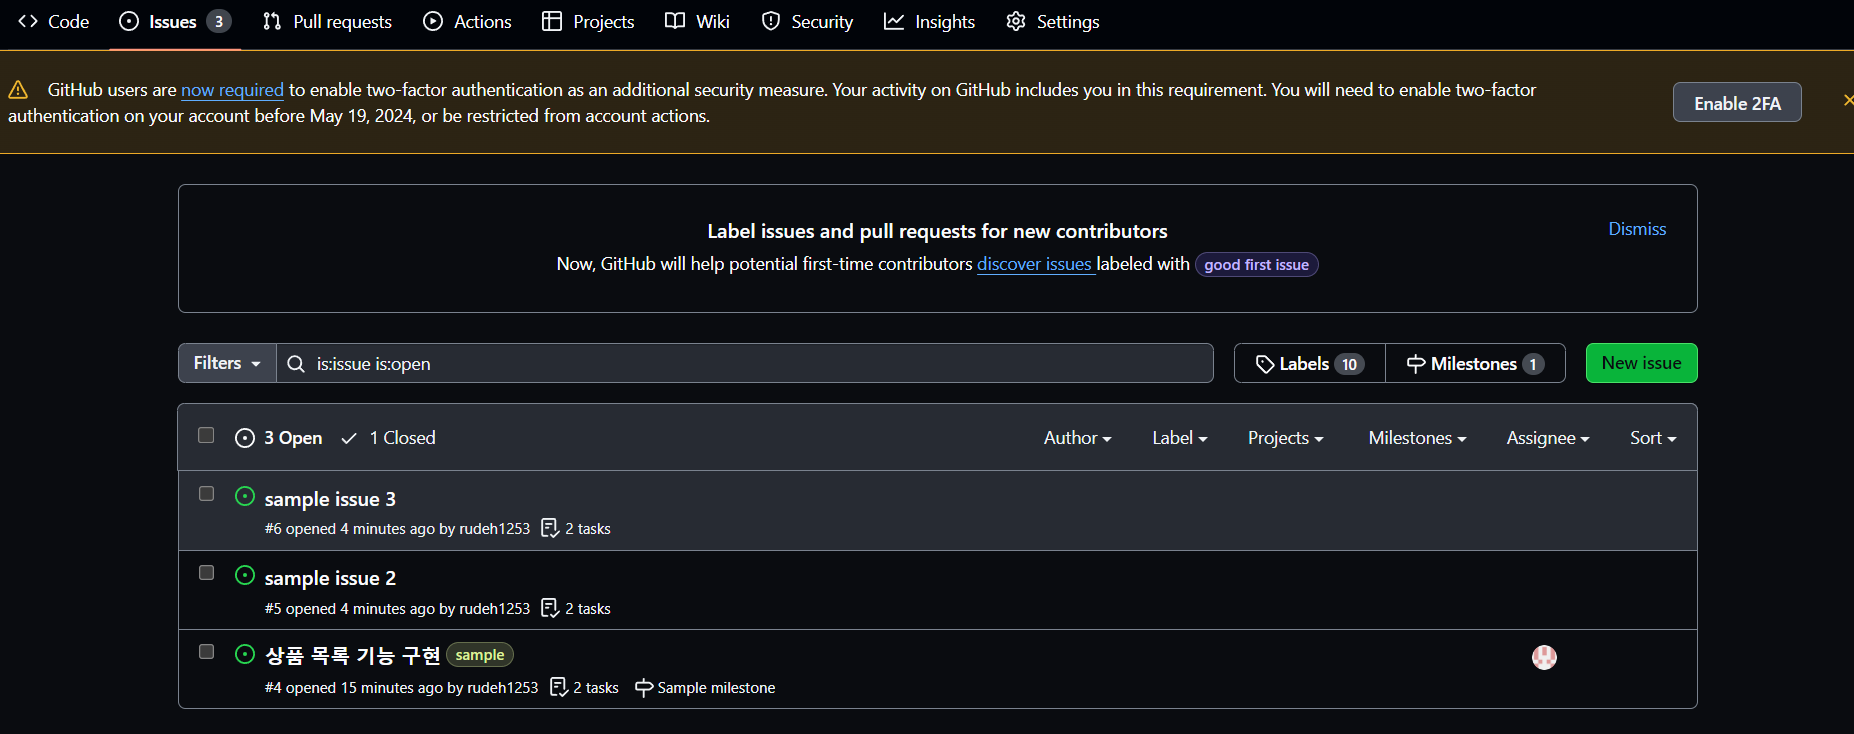 Code Issues 3 Pull requests Actions Projects Wiki Security Insights Settings
GitHub users are now required to enable two-factor authentication as an additional security measure. Your activity on GitHub includes you in this requirement. You will need to enable two-factor
authentication on your account before May 19, 2024, or be restricted from account actions.
Enable 2FA
Label issues and pull requests for new contributors
Dismiss
Now, GitHub will help potential first-time contributors discover issues labeled with good first issue
Filters is:issue is:open Labels 10 Milestones 1 New issue
3 Open 1 Closed Author Label Projects Milestones Assignee Sort
sample issue 3
#6 opened 4 minutes ago by rudeh1253 2 tasks
sample issue 2
#5 opened 4 minutes ago by rudeh1253 2 tasks
상품 목록 기능 구현 sample
#4 opened 15 minutes ago by rudeh1253 2 tasks Sample milestone